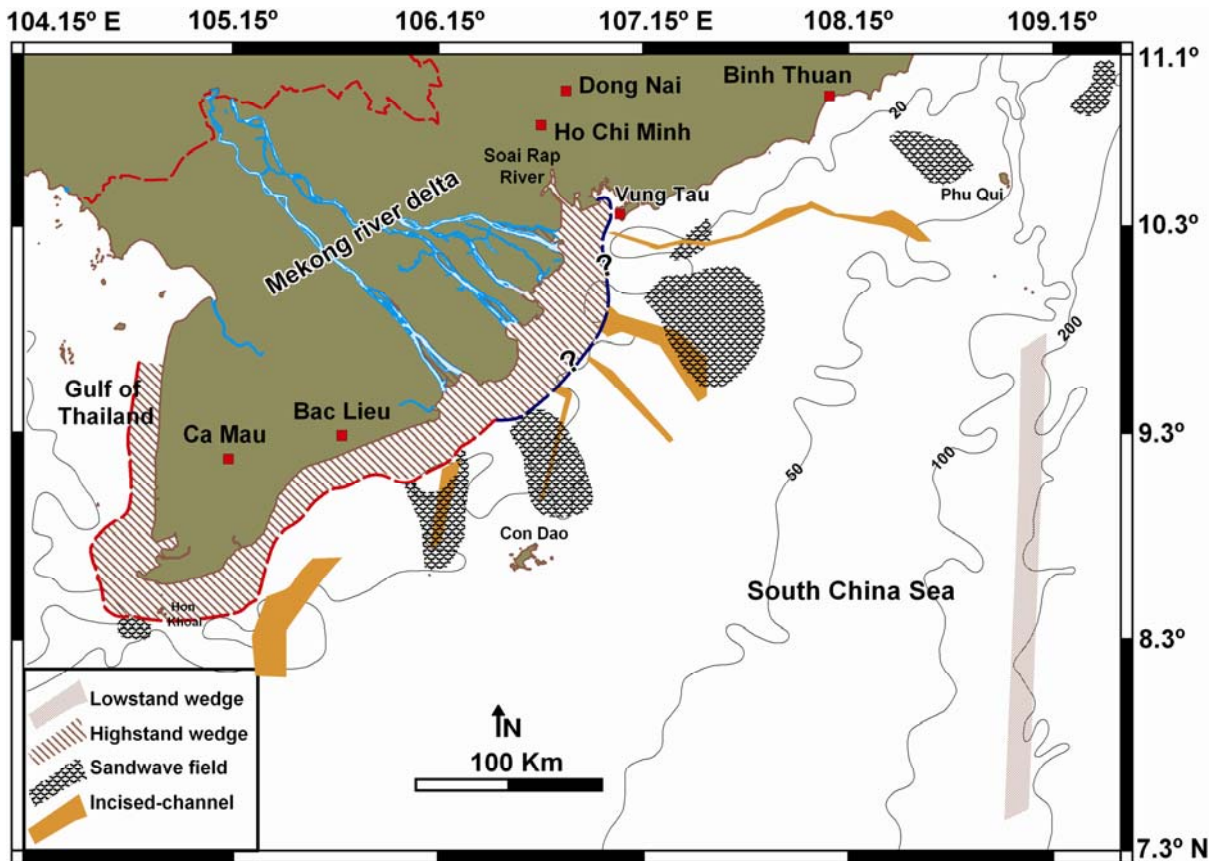 104.15º E
105.15º
106.15º
107.15º
108.15º
109.15º
11.1º
Binh Thuan
Dong Nai
20
Ho Chi Minh
Soai Rap
River
Vung Tau
Phu Qui
10.3º
Mekong river delta
?
200
?
Gulf of
Thailand
Bac Lieu
Ca Mau
9.3º
50
100
Con Dao
South China Sea
Hon
Khoai
8.3º
Lowstand wedge
Highstand wedge
Sandwave field
Incised-channel
N
100 Km
7.3º N